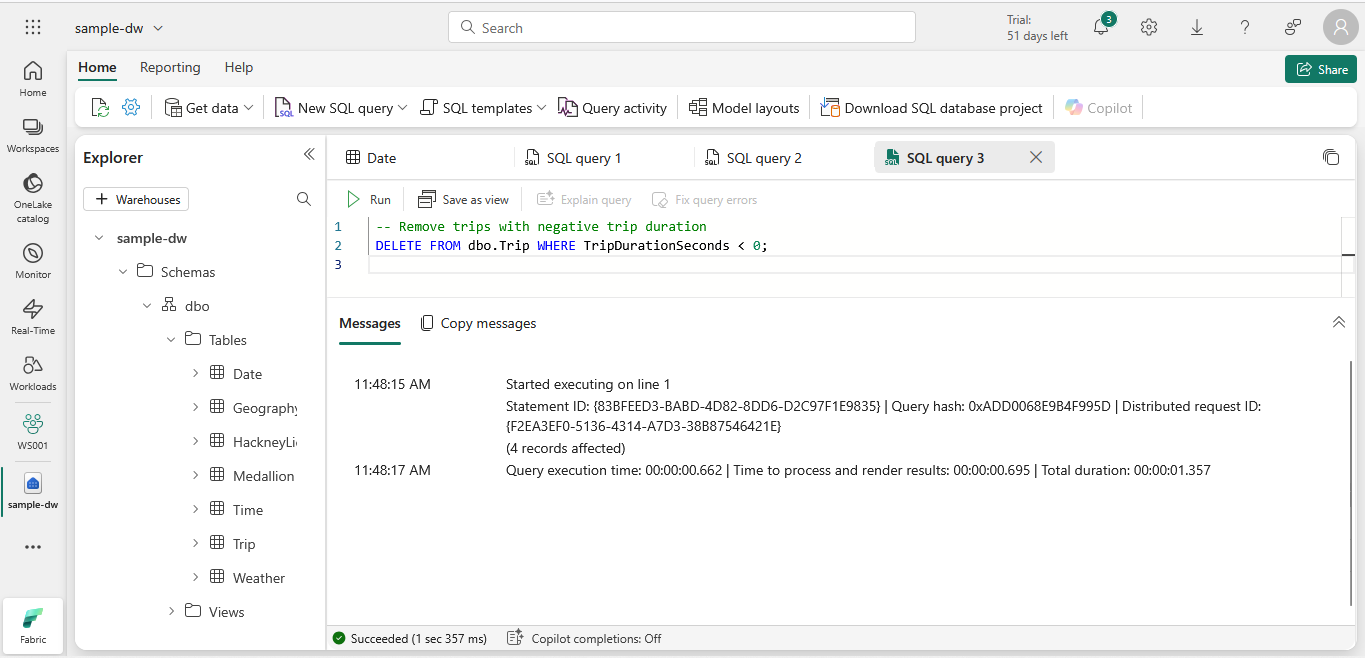 sample-dw
Search
Trial:
51 days left
3
Home
Reporting
Help
Share
Get data
New SQL query
SQL templates
Query activity
Model layouts
Download SQL database project
Copilot
Home
Workspaces
OneLake
catalog
Monitor
Real-Time
Workloads
WS001
sample-dw
Fabric
Explorer
Warehouses
sample-dw
Schemas
dbo
Tables
Date
Geography
HackneyLi
Medallion
Time
Trip
Weather
Views
Date
SQL query 1
SQL query 2
SQL query 3
Run
Save as view
Explain query
Fix query errors
1 -- Remove trips with negative trip duration
2 DELETE FROM dbo.Trip WHERE TripDurationSeconds < 0;
3
Messages
Copy messages
11:48:15 AM Started executing on line 1
Statement ID: {83BFEED3-BABD-4D82-8DD6-D2C97F1E9835} | Query hash: 0xADD0068E9B4F995D | Distributed request ID:
{F2EA3EF0-5136-4314-A7D3-38B87546421E}
(4 records affected)
11:48:17 AM Query execution time: 00:00:00.662 | Time to process and render results: 00:00:00.695 | Total duration: 00:00:01.357
Succeeded (1 sec 357 ms)
Copilot completions: Off